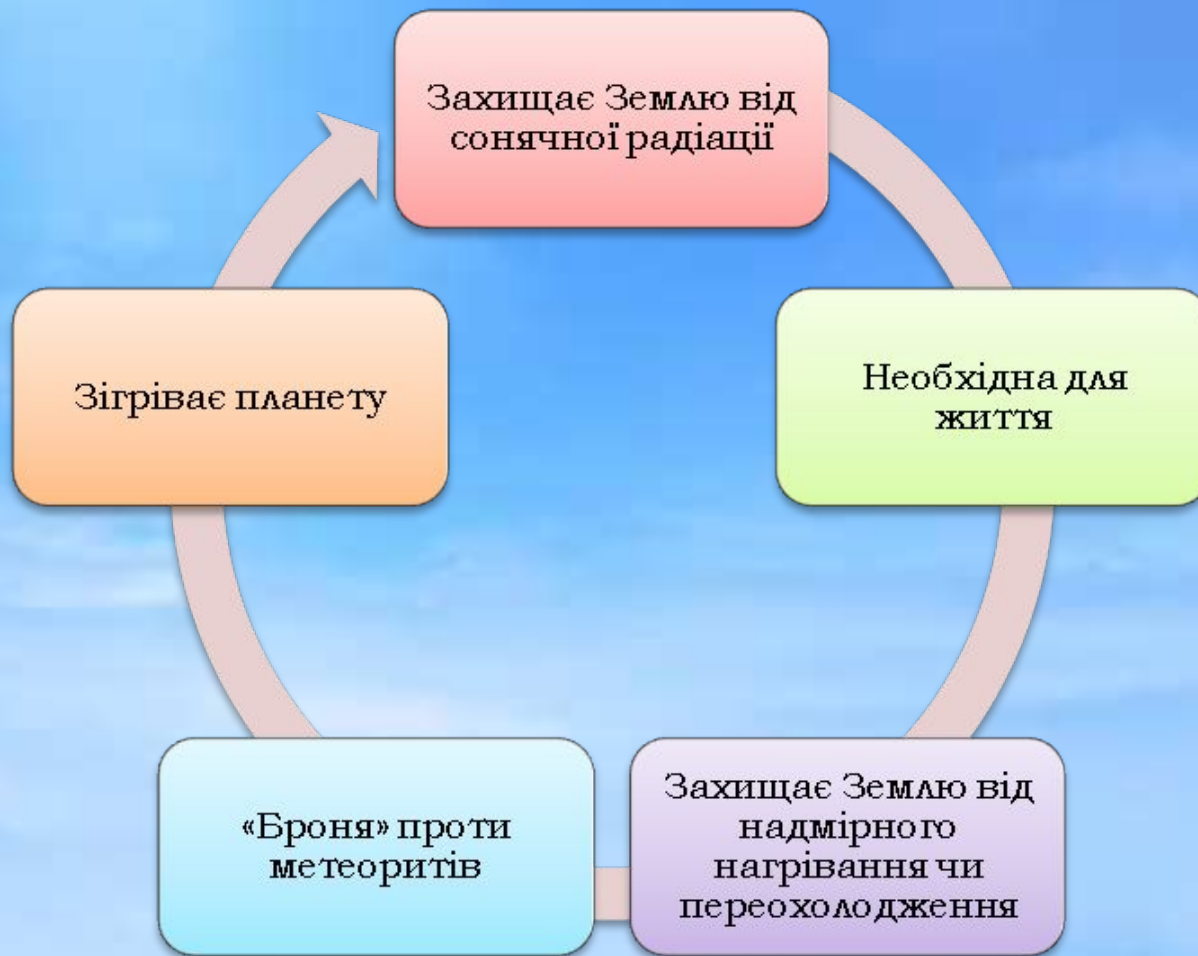 Захищає Землю від
сонячної радіації
Необхідна для
життя
Захищає Землю від
надмірного
нагрівання чи
переохолодження
«Броня» проти
метеоритів
Зігріває планету